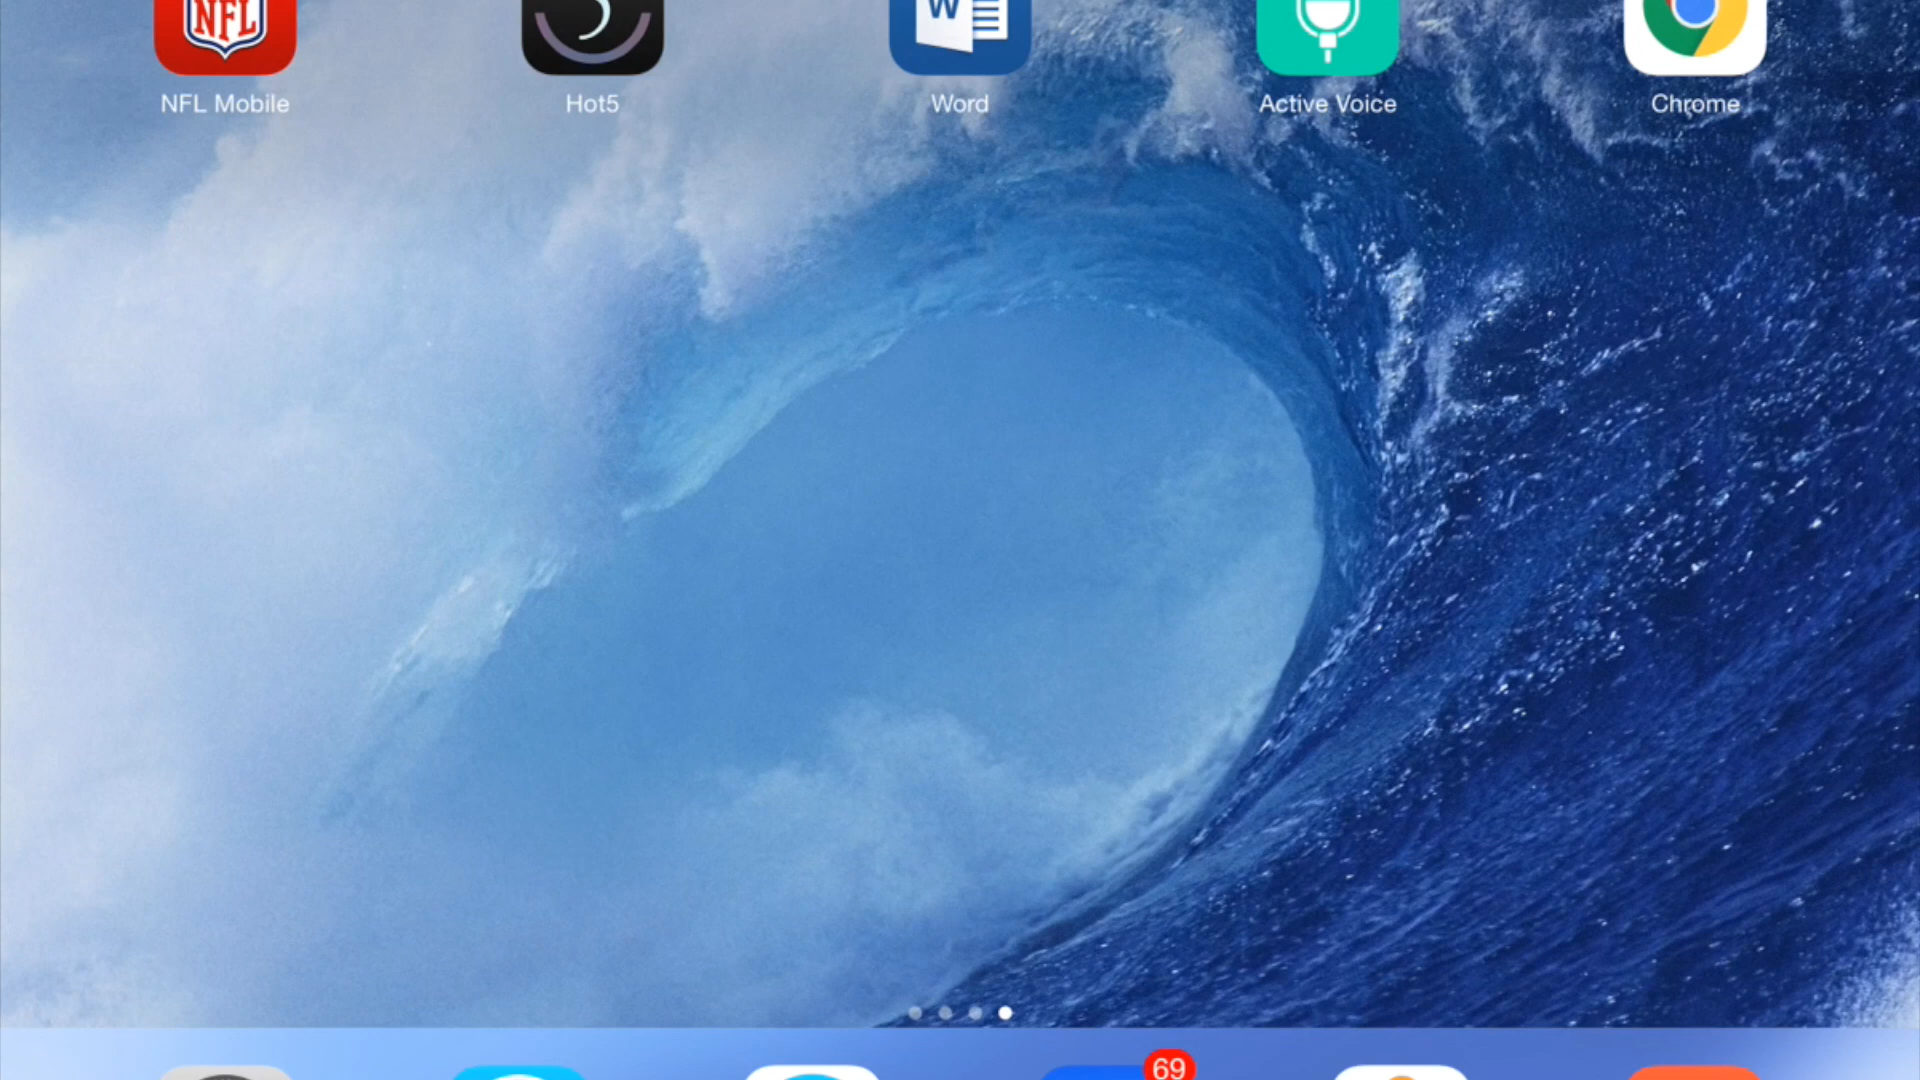 NFL
W
NFL Mobile
Hot5
Word
Active Voice
Chrome
69